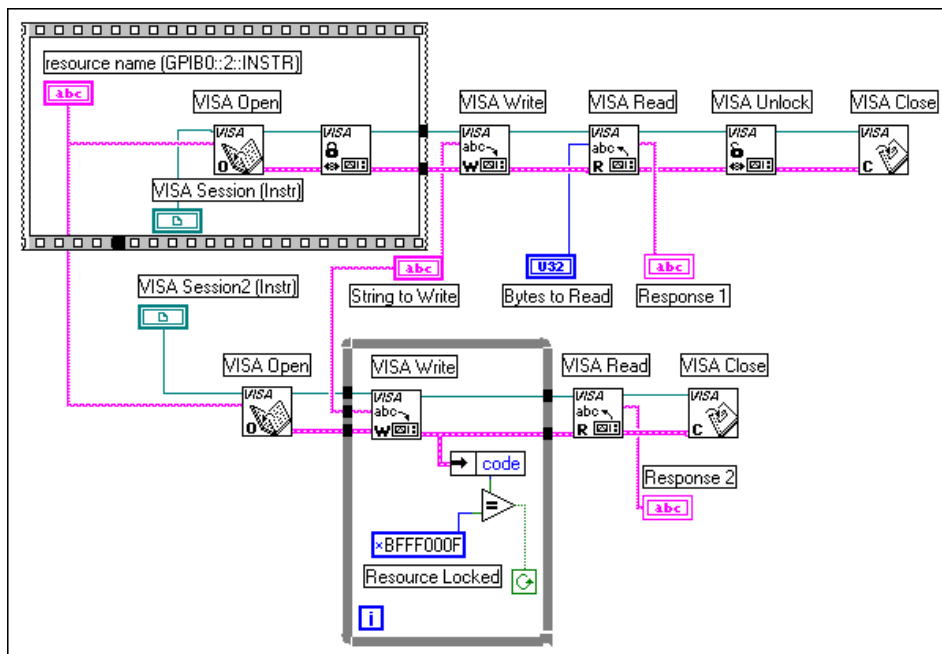 resource name (GPIB0::2::INSTR)
abc
VISA Open
VISA Write
VISA Read
VISA Unlock
VISA Close
VISA
O
VISA
VISA
abc
W
VISA
abc
R
VISA
VISA
C
VISA Session (Instr)
abc
U32
abc
String to Write
Bytes to Read
Response 1
VISA Session2 (Instr)
VISA Open
VISA Write
VISA Read
VISA Close
VISA
O
VISA
abc
W
VISA
abc
R
VISA
C
code
=
×BFFF000F
Resource Locked
Response 2
abc
i